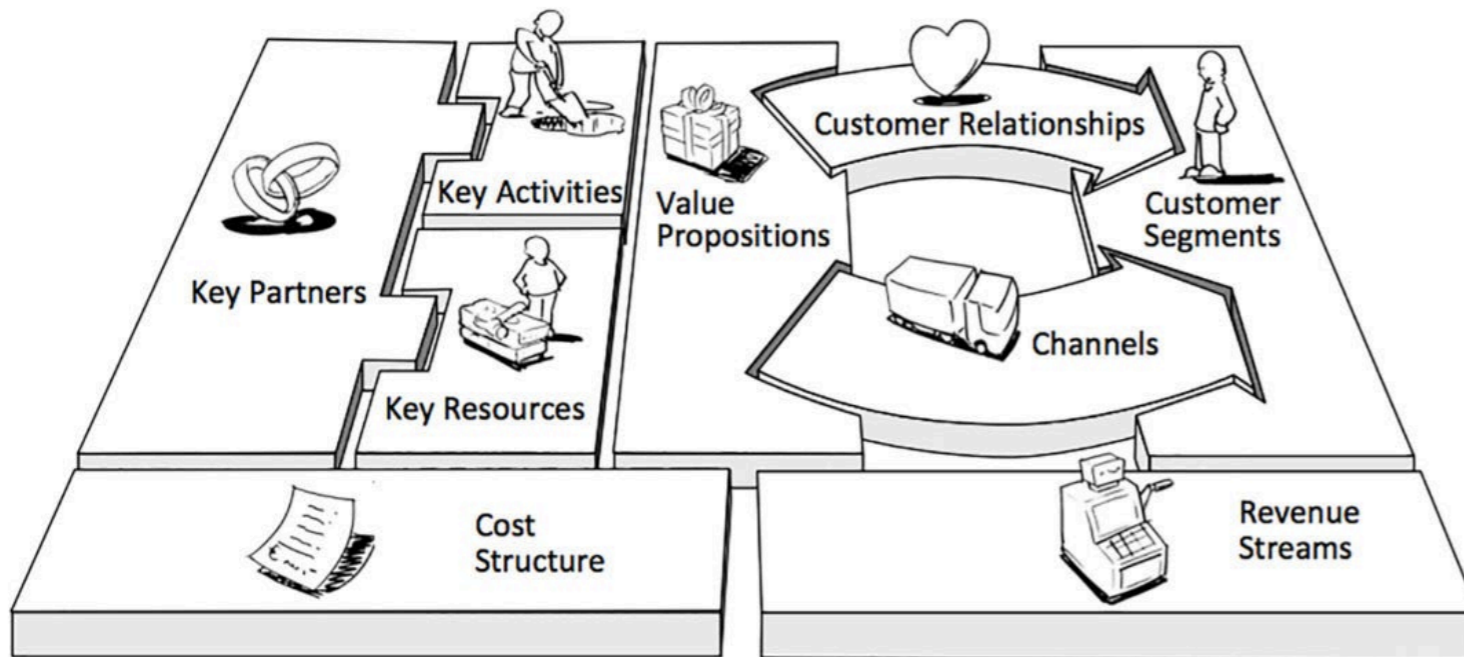 Key Partners
Key Activities
Key Resources
Value
Propositions
Customer Relationships
Channels
Customer
Segments
Cost
Structure
Revenue
Streams